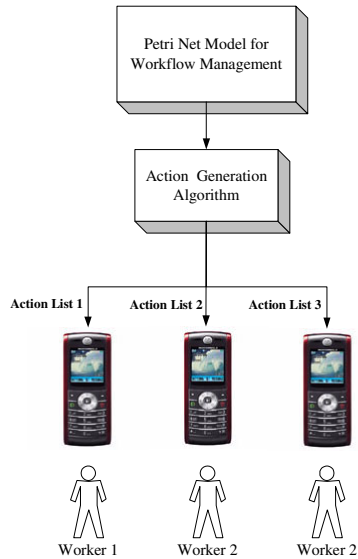 Petri Net Model for
Workflow Management
Action Generation
Algorithm
Action List 1
Action List 2
Action List 3
Worker 1
Worker 2
Worker 2